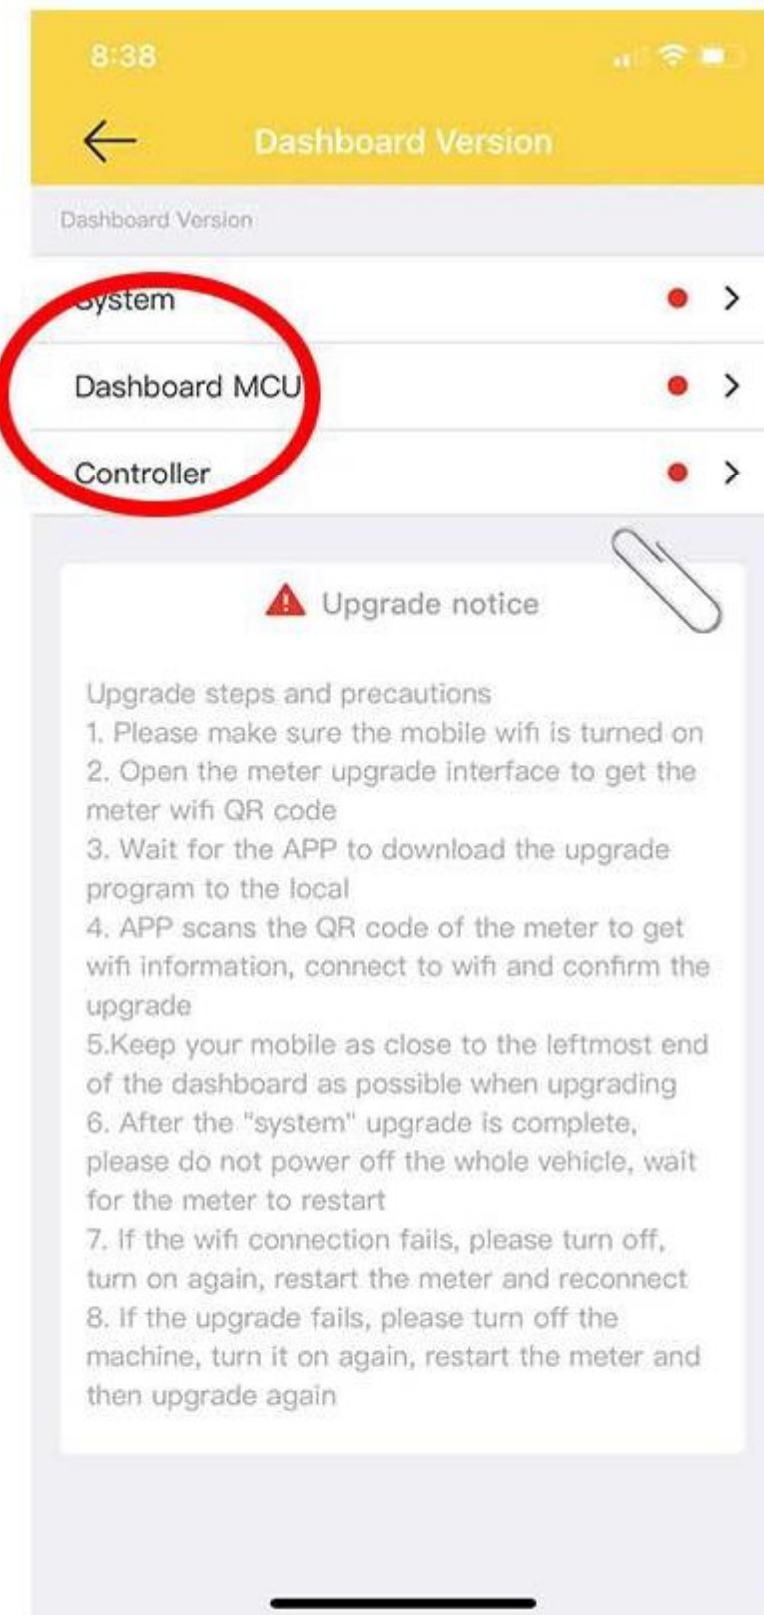 8:38
Dashboard Version
Dashboard Version
System
Dashboard MCU
Controller
Upgrade notice
Upgrade steps and precautions
1. Please make sure the mobile wifi is turned on
2. Open the meter upgrade interface to get the
meter wifi QR code
3. Wait for the APP to download the upgrade
program to the local
4. APP scans the QR code of the meter to get
wifi information, connect to wifi and confirm the
upgrade
5.Keep your mobile as close to the leftmost end
of the dashboard as possible when upgrading
6. After the "system" upgrade is complete,
please do not power off the whole vehicle, wait
for the meter to restart
7. If the wifi connection fails, please turn off,
turn on again, restart the meter and reconnect
8. If the upgrade fails, please turn off the
machine, turn it on again, restart the meter and
then upgrade again